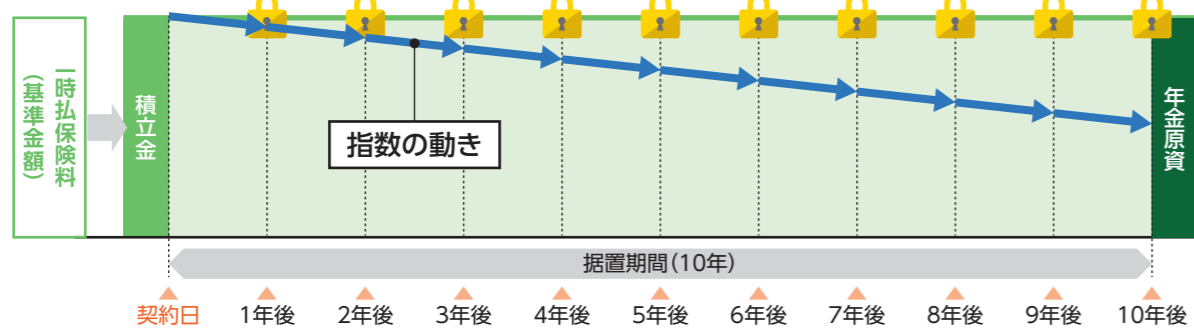 一時払保険料
（基準金額）
積立金
指数の動き
年金原資
据置期間（10年）
契約日
1年後
2年後
3年後
4年後
5年後
6年後
7年後
8年後
9年後
10年後